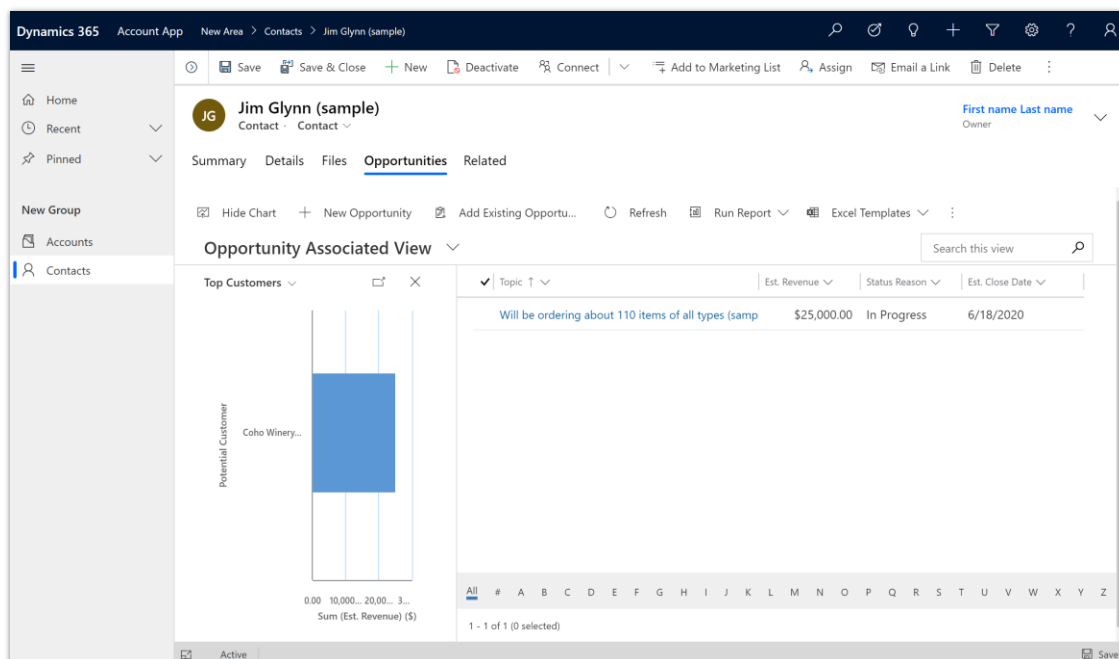 Dynamics 365 Account App New Area > Contacts > Jim Glynn (sample)
Save Save & Close New Deactivate Connect Add to Marketing List Assign Email a Link Delete
Home
Recent
Pinned
New Group
Accounts
Contacts
JG
Jim Glynn (sample)
Contact · Contact
First name Last name
Owner
Summary Details Files Opportunities Related
Hide Chart New Opportunity Add Existing Opportu... Refresh Run Report Excel Templates
Opportunity Associated View
Search this view
Top Customers
Potential Customer
Coho Winery...
0.00 10,000... 20,00... 3...
Sum (Est. Revenue) ($)
Topic ↑ Est. Revenue Status Reason Est. Close Date
Will be ordering about 110 items of all types (samp $25,000.00 In Progress 6/18/2020
All # A B C D E F G H I J K L M N O P Q R S T U V W X Y Z
1 - 1 of 1 (0 selected)
Active Save